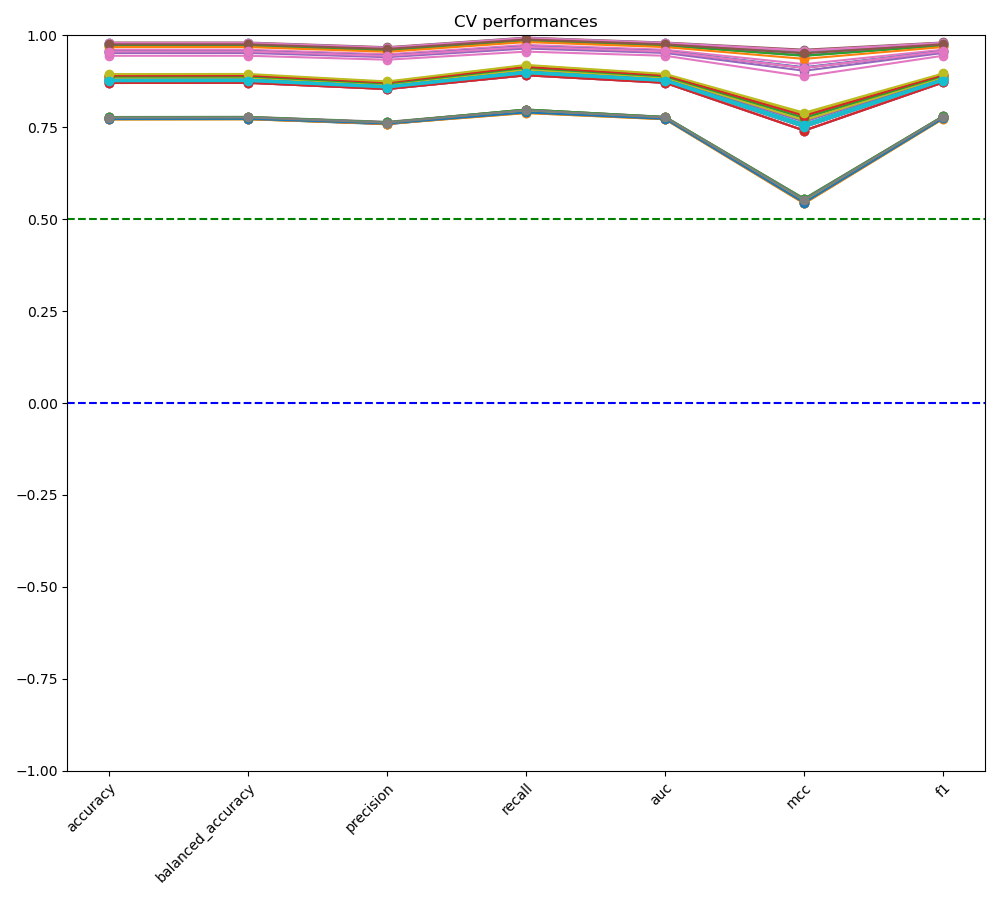 CV performances
1.00
0.75
0.50
0.25
0.00
−0.25
−0.50
−0.75
−1.00
accuracy
balanced_accuracy
precision
recall
auc
mcc
f1